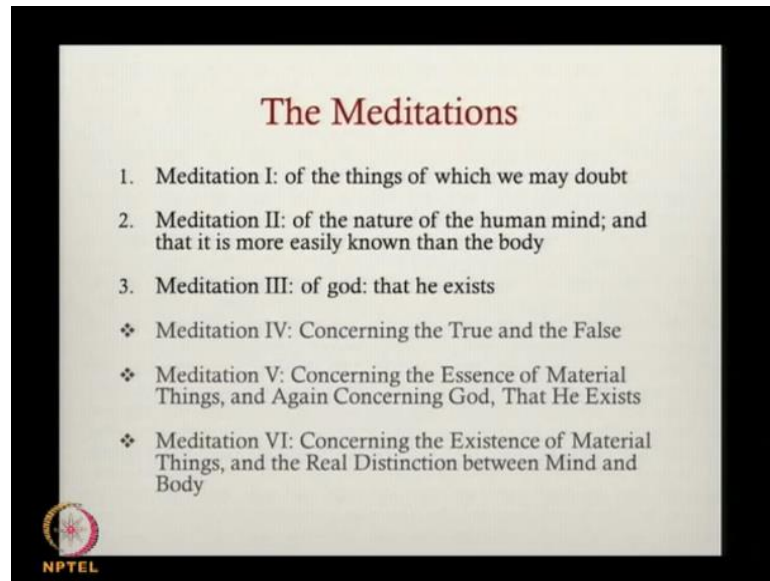 The Meditations
1. Meditation I: of the things of which we may doubt
2. Meditation II: of the nature of the human mind; and
that it is more easily known than the body
3. Meditation III: of god: that he exists
❖ Meditation IV: Concerning the True and the False
❖ Meditation V: Concerning the Essence of Material
Things, and Again Concerning God, That He Exists
❖ Meditation VI: Concerning the Existence of Material
Things, and the Real Distinction between Mind and
Body
NPTEL